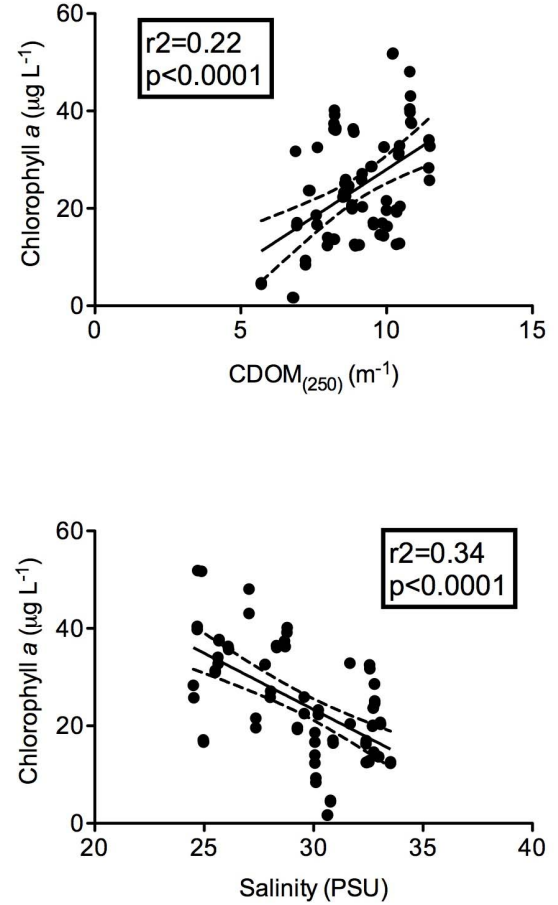 60
r2=0.22
p<0.0001
40
Chlorophyll a (µg L-1)
20
0
0 5 10 15
CDOM(250) (m-1)
60
r2=0.34
p<0.0001
40
Chlorophyll a (µg L-1)
20
0
20 25 30 35 40
Salinity (PSU)